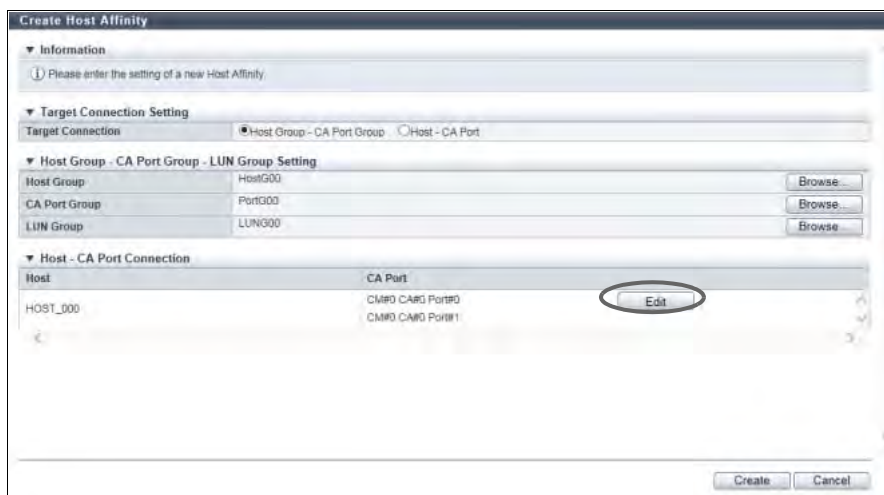 Create Host Affinity
Information
Please enter the setting of a new Host Affinity.
Target Connection Setting
Target Connection Host Group - CA Port Group Host - CA Port
Host Group - CA Port Group - LUN Group Setting
Host Group HostG00 Browse...
CA Port Group PortG00 Browse...
LUN Group LUNG00 Browse...
Host - CA Port Connection
Host CA Port
HOST_000 CM#0 CA#0 Port#0 Edit
CM#0 CA#0 Port#1
Create Cancel